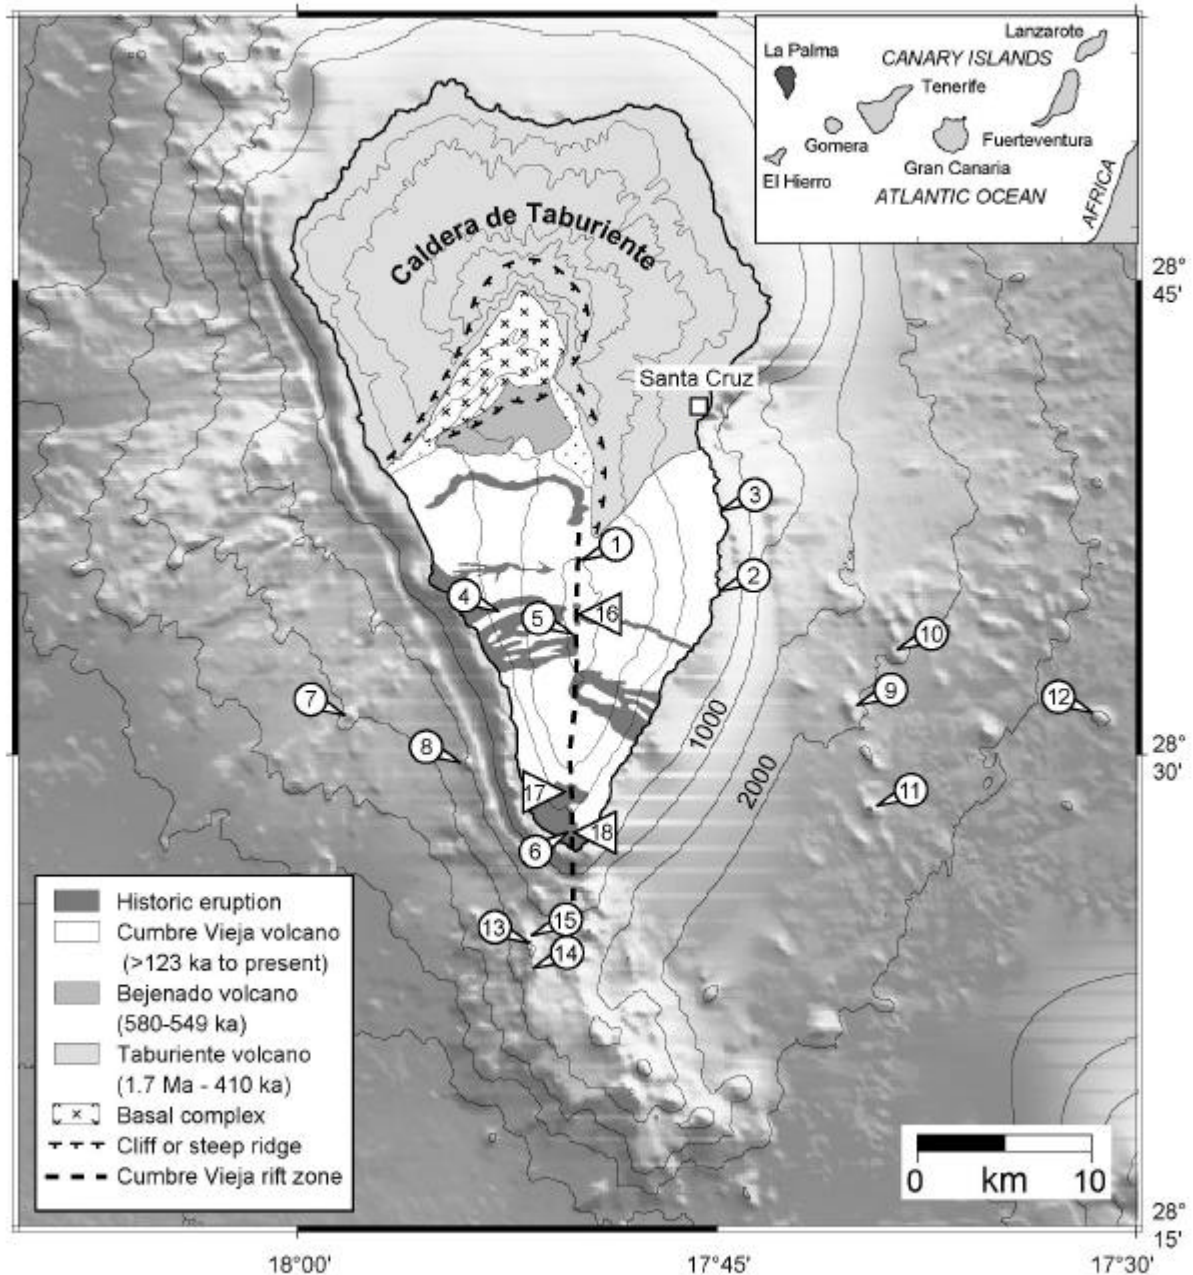 Lanzarote
La Palma
CANARY ISLANDS
Tenerife
Gomera
Fuerteventura
El Hierro
Gran Canaria
ATLANTIC OCEAN
AFRICA
Caldera de Taburiente
28°
45'
Santa Cruz
3
1
2
4
16
5
10
7
9
12
8
1000
28°
30'
17
2000
11
18
6
13
15
14
Historic eruption
Cumbre Vieja volcano
(>123 ka to present)
Bejenado volcano
(580-549 ka)
Taburiente volcano
(1.7 Ma - 410 ka)
Basal complex
Cliff or steep ridge
Cumbre Vieja rift zone
0 km 10
28°
15'
18°00' 17°45' 17°30'